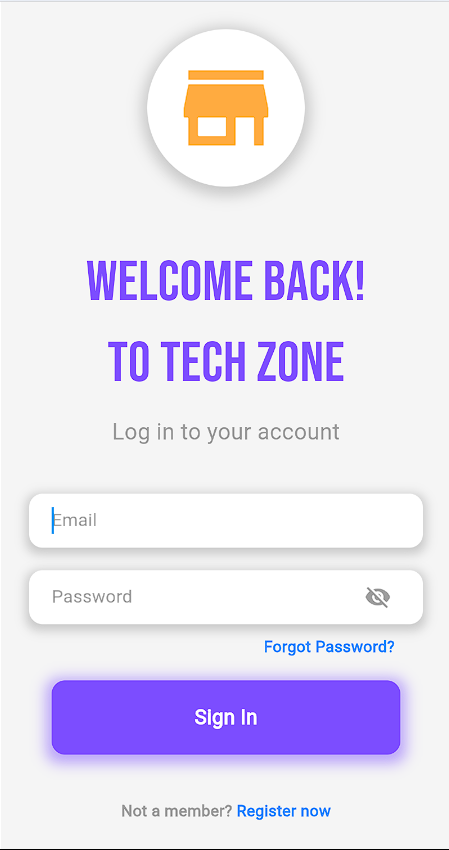 WELCOME BACK!
TO TECH ZONE
Log in to your account
Email
Password
Forgot Password?
Sign In
Not a member? Register now